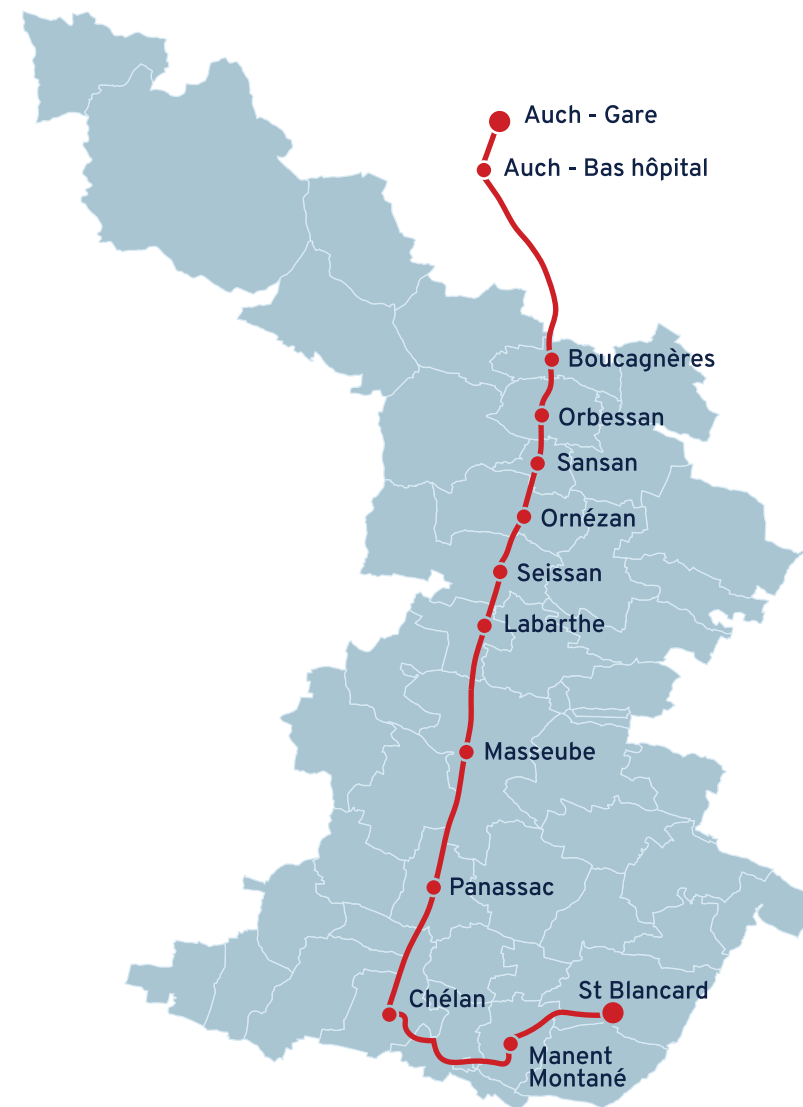 Auch - Gare
Auch - Bas hôpital
Boucagnères
Orbessan
Sansan
Ornézan
Seissan
Labarthe
Masseube
Panassac
Chélan
St Blancard
Manent
Montané